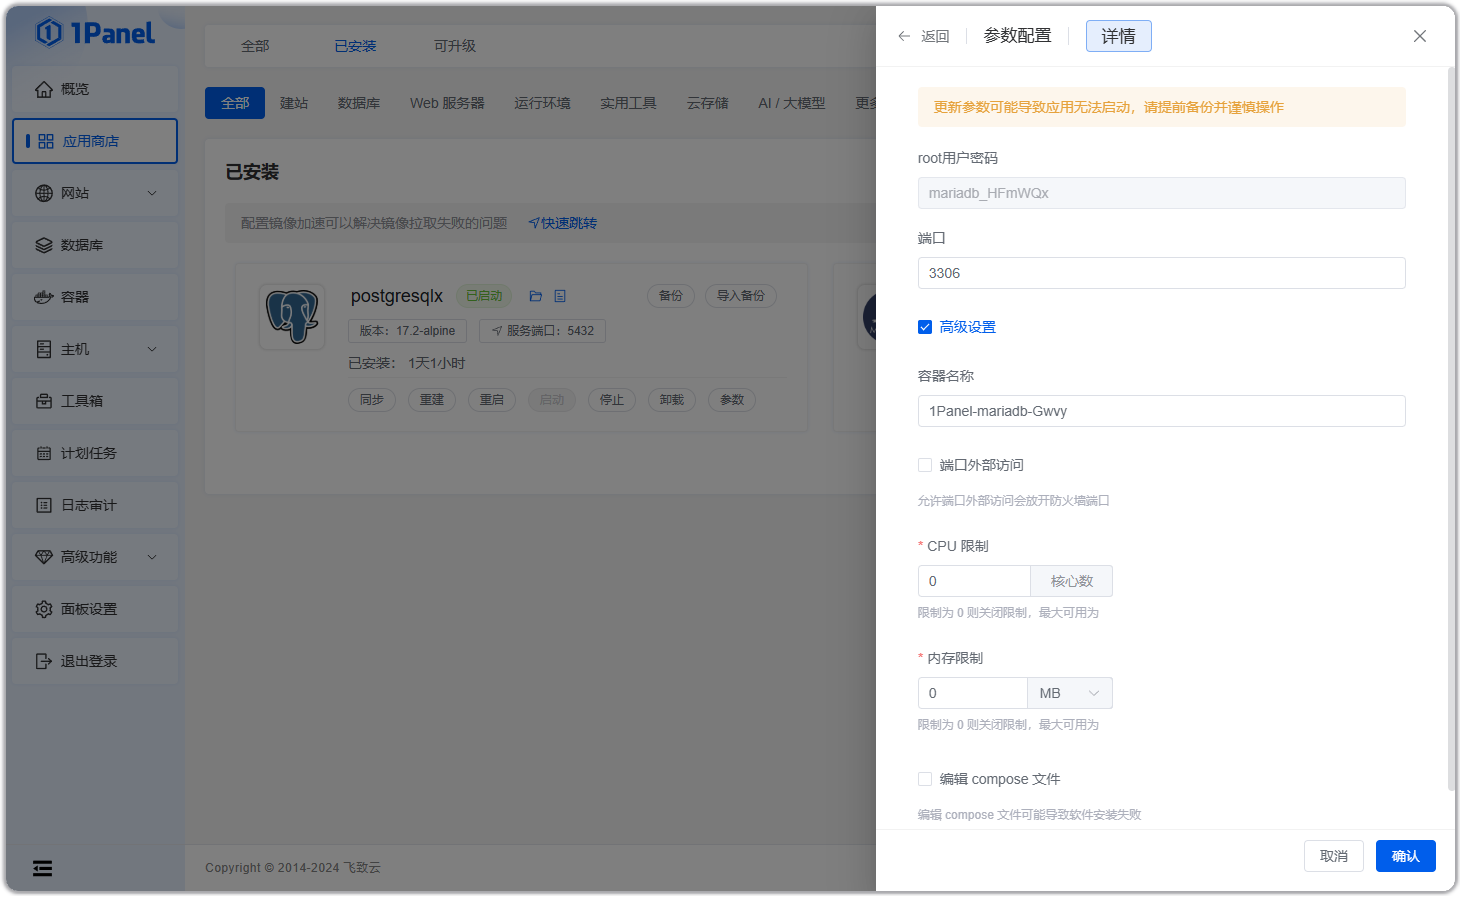 1Panel
概览
应用商店
网站
数据库
容器
主机
工具箱
计划任务
日志审计
高级功能
面板设置
退出登录
全部 已安装 可升级
全部 建站 数据库 Web 服务器 运行环境 实用工具 云存储 AI / 大模型
已安装
配置镜像加速可以解决镜像拉取失败的问题 快速跳转
postgresqlx 已启动 备份 导入备份
版本：17.2-alpine 服务端口：5432
已安装： 1天1小时
同步 重建 重启 启动 停止 卸载 参数
Copyright © 2014-2024 飞致云
返回 参数配置 详情
更新参数可能导致应用无法启动，请提前备份并谨慎操作
root用户密码
mariadb_HFmWQx
端口
3306
高级设置
容器名称
1Panel-mariadb-Gwvy
端口外部访问
允许端口外部访问会放开防火墙端口
* CPU 限制
0 核心数
限制为 0 则关闭限制，最大可用为
* 内存限制
0 MB
限制为 0 则关闭限制，最大可用为
编辑 compose 文件
编辑 compose 文件可能导致软件安装失败
取消 确认